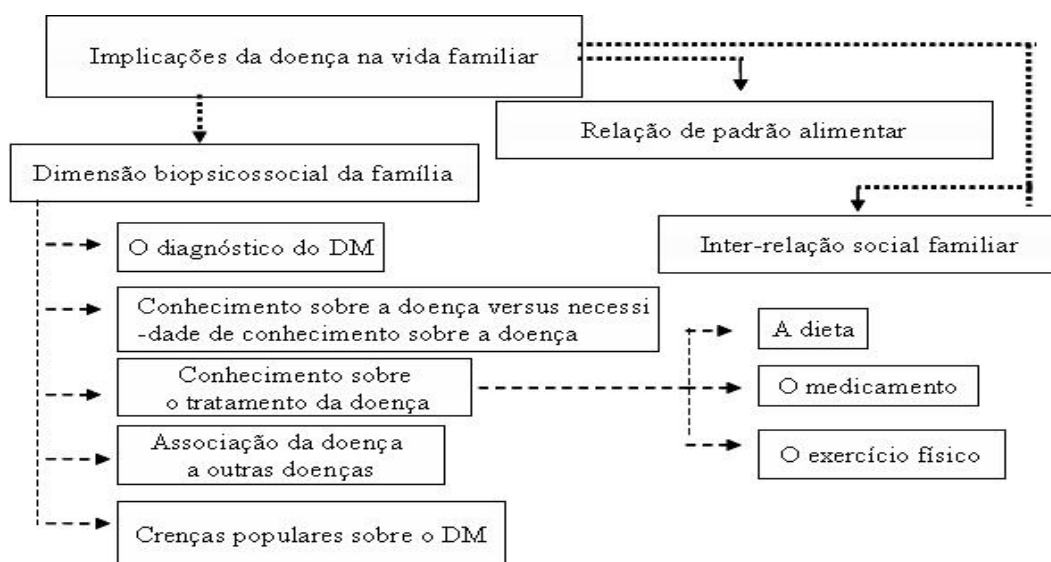 Implicações da doença na vida familiar
Relação de padrão alimentar
Dimensão biopsicossocial da família
Inter-relação social familiar
O diagnóstico do DM
Conhecimento sobre a doença versus necessi
-dade de conhecimento sobre a doença
Conhecimento sobre
o tratamento da doença
A dieta
O medicamento
O exercício físico
Associação da doença
a outras doenças
Crenças populares sobre o DM